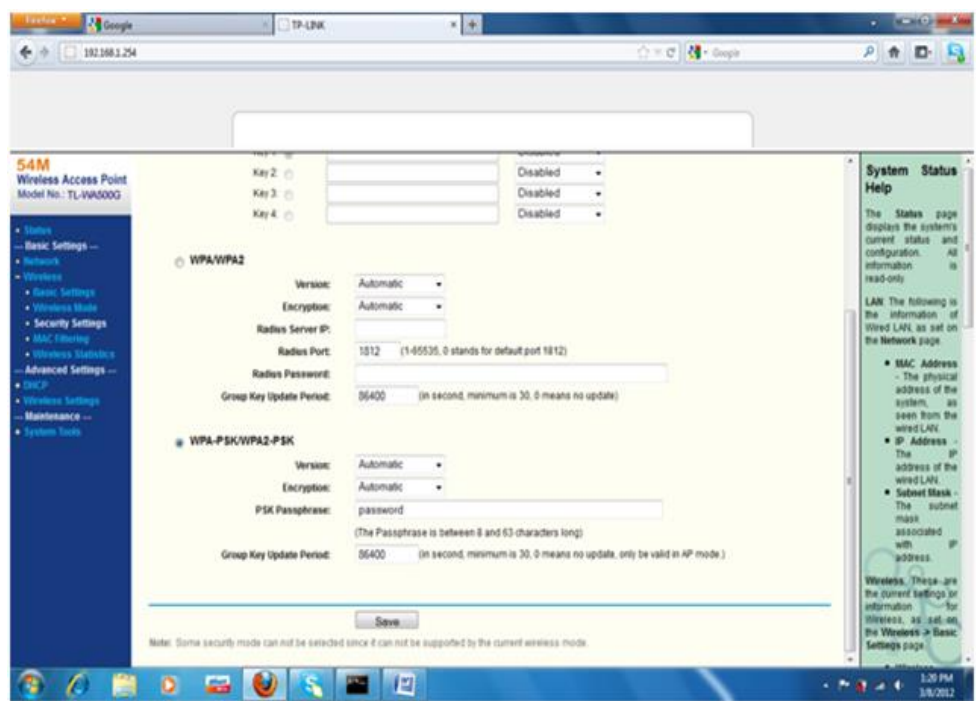 Firefox
Google
TP-LINK
192.168.1.254
Google
54M
Wireless Access Point
Model No.: TL-WA500G
Status
--- Basic Settings ---
Network
Wireless
Basic Settings
Wireless Mode
Security Settings
MAC Filtering
Wireless Statistics
--- Advanced Settings ---
DHCP
Wireless Settings
--- Maintenance ---
System Tools
Key 1: Disabled
Key 2: Disabled
Key 3: Disabled
Key 4: Disabled
WPA/WPA2
Version: Automatic
Encryption: Automatic
Radius Server IP:
Radius Port: 1812 (1-65535, 0 stands for default port 1812)
Radius Password:
Group Key Update Period: 86400 (in second, minimum is 30, 0 means no update)
WPA-PSK/WPA2-PSK
Version: Automatic
Encryption: Automatic
PSK Passphrase: password
(The Passphrase is between 8 and 63 characters long)
Group Key Update Period: 86400 (in second, minimum is 30, 0 means no update, only be valid in AP mode.)
Save
Note: Some security mode can not be selected since it can not be supported by the current wireless mode.
System Status
Help
The Status page
displays the system's
current status and
configuration. All
information is
read-only.
LAN: The following is
the information of
Wired LAN, as set on
the Network page.
MAC Address
- The physical
address of the
system, as
seen from the
wired LAN.
IP Address -
The IP
address of the
wired LAN.
Subnet Mask -
The subnet
mask
associated
with IP
address.
Wireless: These are
the current settings or
information for
Wireless, as set on
the Wireless -> Basic
Settings page.
1:20 PM
3/8/2012